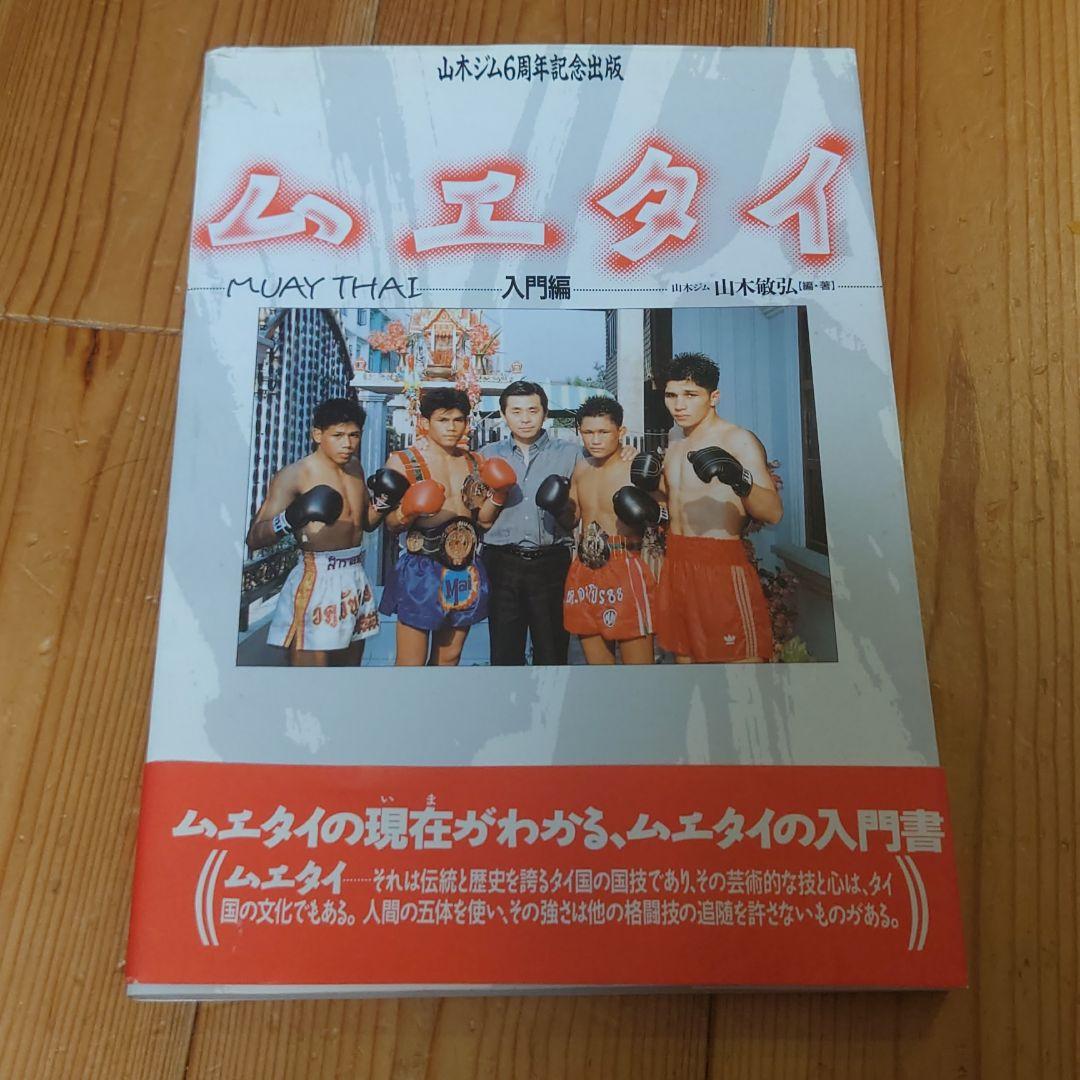 山木ジム6周年記念出版
ムエタイ
MUAY THAI 入門編 山木ジム 山木敏弘[編・著]
Mai
いま
ムエタイの現在がわかる、ムエタイの入門書
ムエタイ……それは伝統と歴史を誇るタイ国の国技であり、その芸術的な技と心は、タイ
国の文化でもある。人間の五体を使い、その強さは他の格闘技の追随を許さないものがある。